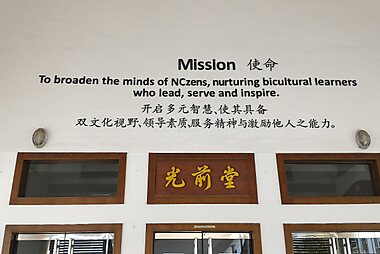 Mission 使命
To broaden the minds of NCzens, nurturing bicultural learners
who lead, serve and inspire.
开启多元智慧、使其具备
双文化视野、领导素质、服务精神与激励他人之能力。
光前堂